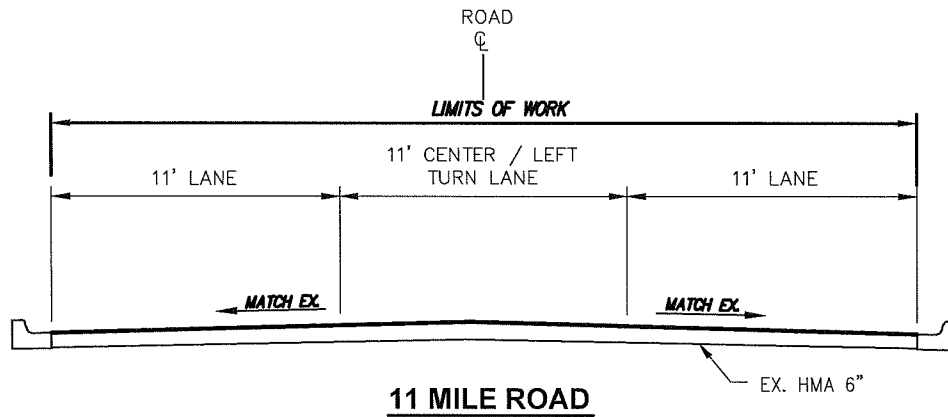 ROAD
℄
LIMITS OF WORK
11' LANE
11' CENTER / LEFT
TURN LANE
11' LANE
MATCH EX.
MATCH EX.
EX. HMA 6"
11 MILE ROAD